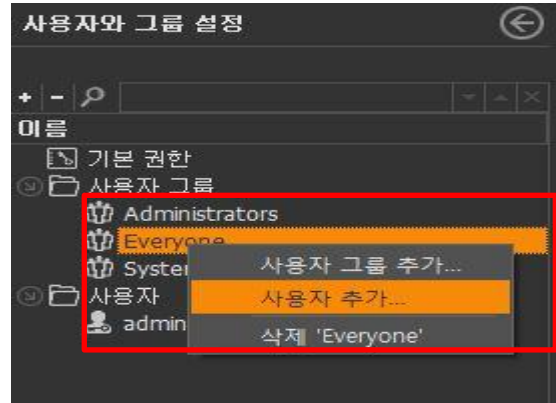 사용자와 그룹 설정
이름
기본 권한
사용자 그룹
Administrators
Everyone
사용자 그룹 추가...
사용자
사용자 추가...
admin
삭제 'Everyone'